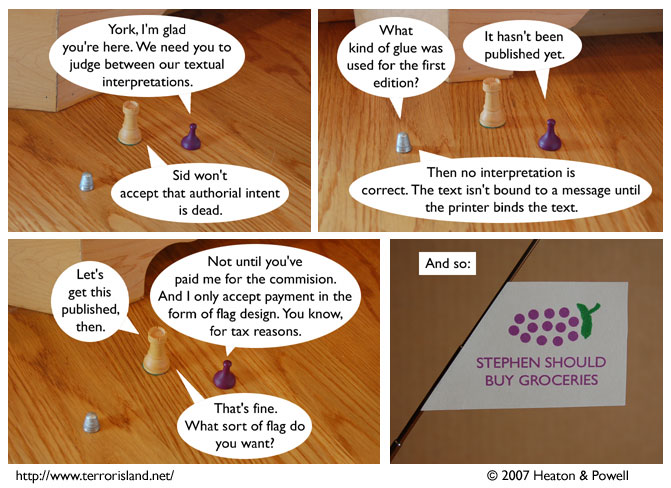 York, I'm glad
you're here. We need you to
judge between our textual
interpretations.
Sid won't
accept that authorial intent
is dead.
What
kind of glue was
used for the first
edition?
It hasn't been
published yet.
Then no interpretation is
correct. The text isn't bound to a message until
the printer binds the text.
Let's
get this
published,
then.
Not until you've
paid me for the commision.
And I only accept payment in the
form of flag design. You know,
for tax reasons.
That's fine.
What sort of flag do
you want?
And so:
STEPHEN SHOULD
BUY GROCERIES
http://www.terrorisland.net/
© 2007 Heaton & Powell